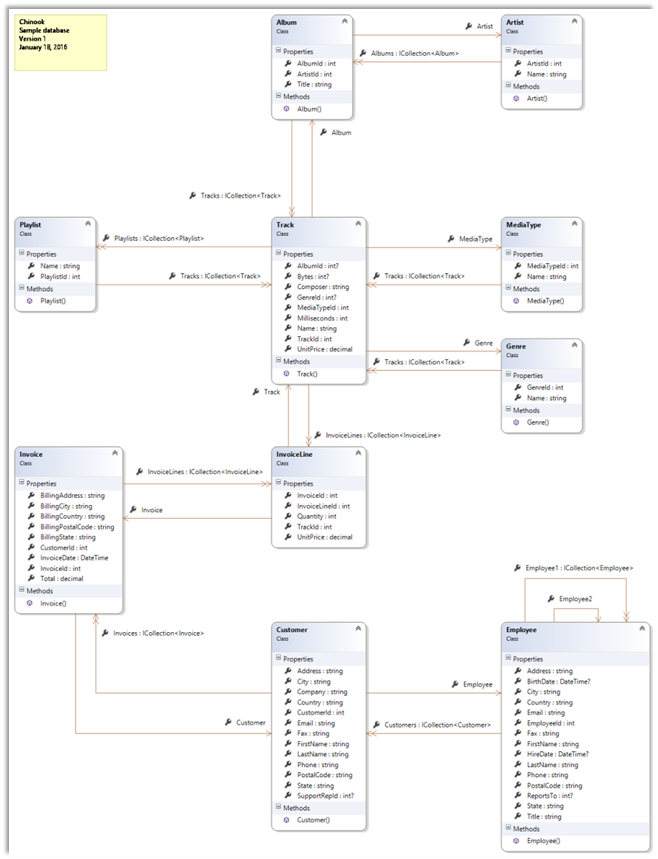 Chinook
Sample database
Version 1
January 18, 2016
Album
Class
Properties
AlbumId : int
ArtistId : int
Title : string
Methods
Album()
Artist
Albums : ICollection<Album>
Artist
Class
Properties
ArtistId : int
Name : string
Methods
Artist()
Album
Tracks : ICollection<Track>
Playlist
Class
Properties
Name : string
PlaylistId : int
Methods
Playlist()
Playlists : ICollection<Playlist>
Tracks : ICollection<Track>
Track
Class
Properties
AlbumId : int?
Bytes : int?
Composer : string
GenreId : int?
MediaTypeId : int
Milliseconds : int
Name : string
TrackId : int
UnitPrice : decimal
Methods
Track()
MediaType
Tracks : ICollection<Track>
MediaType
Class
Properties
MediaTypeId : int
Name : string
Methods
MediaType()
Genre
Tracks : ICollection<Track>
Genre
Class
Properties
GenreId : int
Name : string
Methods
Genre()
Track
InvoiceLines : ICollection<InvoiceLine>
Invoice
Class
Properties
BillingAddress : string
BillingCity : string
BillingCountry : string
BillingPostalCode : string
BillingState : string
CustomerId : int
InvoiceDate : DateTime
InvoiceId : int
Total : decimal
Methods
Invoice()
InvoiceLines : ICollection<InvoiceLine>
Invoice
InvoiceLine
Class
Properties
InvoiceId : int
InvoiceLineId : int
Quantity : int
TrackId : int
UnitPrice : decimal
Employee1 : ICollection<Employee>
Employee2
Invoices : ICollection<Invoice>
Customer
Customer
Class
Properties
Address : string
City : string
Company : string
Country : string
CustomerId : int
Email : string
Fax : string
FirstName : string
LastName : string
Phone : string
PostalCode : string
State : string
SupportRepId : int?
Methods
Customer()
Employee
Customers : ICollection<Customer>
Employee
Class
Properties
Address : string
BirthDate : DateTime?
City : string
Country : string
Email : string
EmployeeId : int
Fax : string
FirstName : string
HireDate : DateTime?
LastName : string
Phone : string
PostalCode : string
ReportsTo : int?
State : string
Title : string
Methods
Employee()